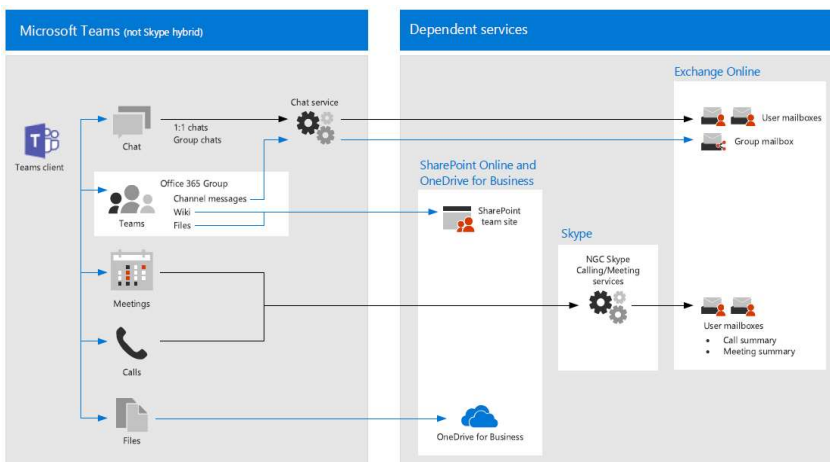 Microsoft Teams (not Skype hybrid)
Dependent services
Exchange Online
Chat service
1:1 chats
Group chats
Chat
User mailboxes
Group mailbox
T
Teams client
SharePoint Online and
OneDrive for Business
Office 365 Group
Channel messages
Wiki
Files
Teams
SharePoint
team site
Skype
NGC Skype
Calling/Meeting
services
Meetings
User mailboxes
• Call summary
• Meeting summary
Calls
Files
OneDrive for Business